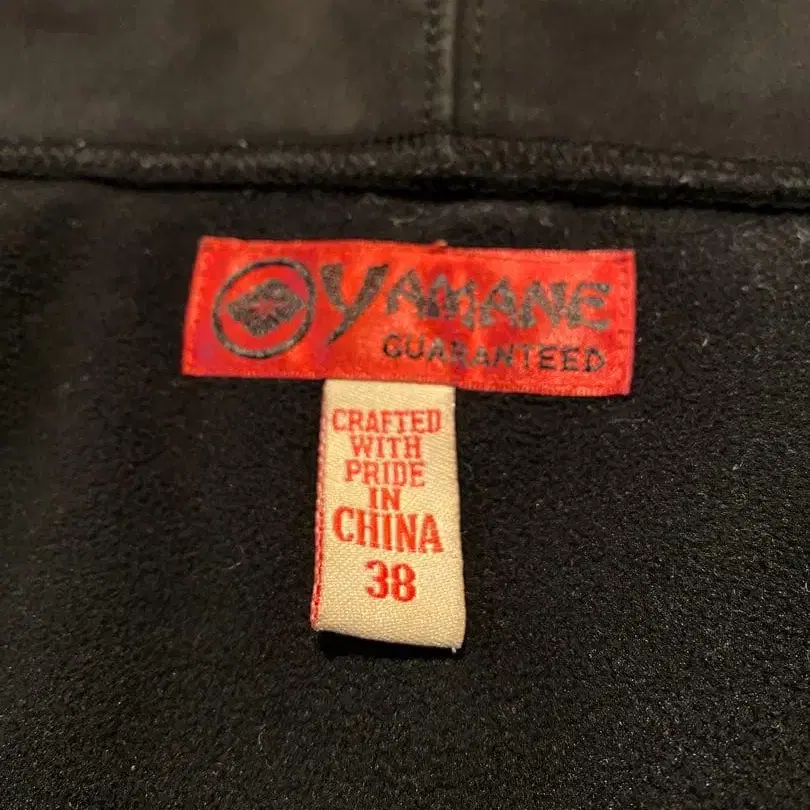 YAMANE
GUARANTEED
CRAFTED
WITH
PRIDE
IN
CHINA
38